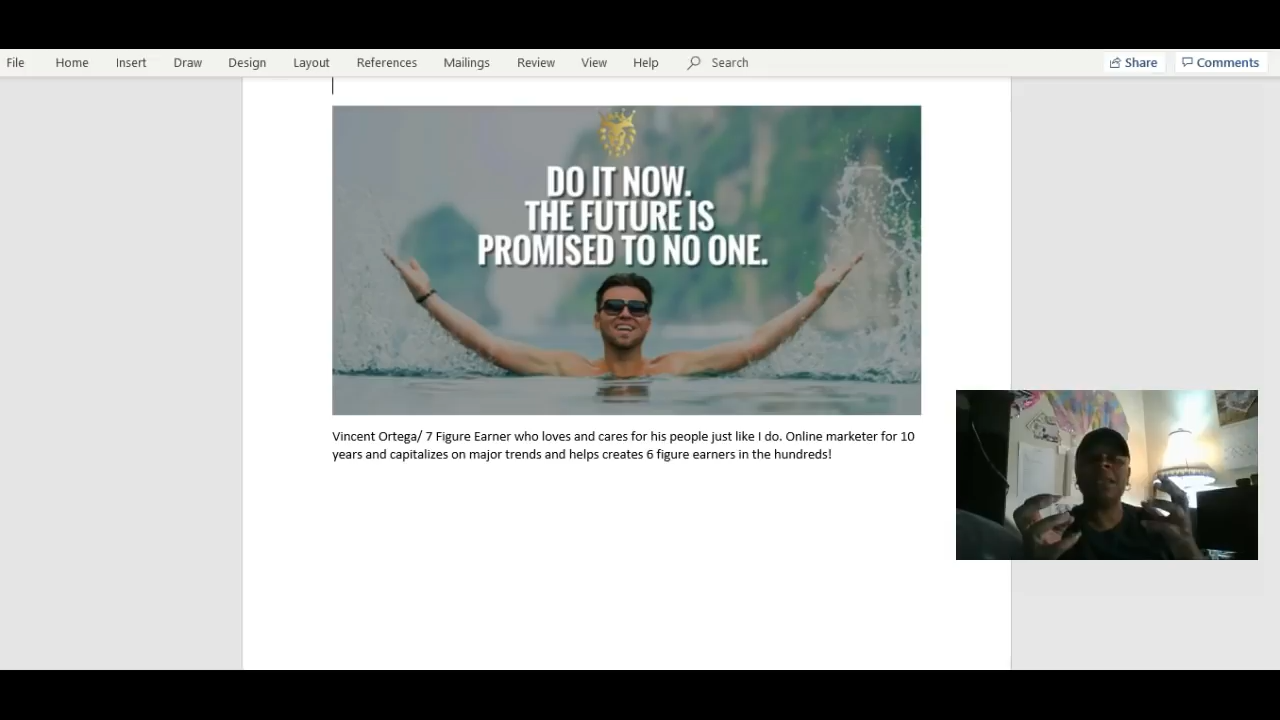 File Home Insert Draw Design Layout References Mailings Review View Help Search Share Comments
DO IT NOW.
THE FUTURE IS
PROMISED TO NO ONE.
Vincent Ortega/ 7 Figure Earner who loves and cares for his people just like I do. Online marketer for 10
years and capitalizes on major trends and helps creates 6 figure earners in the hundreds!